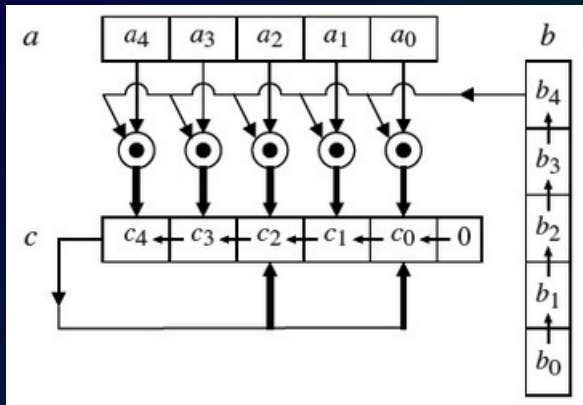 a a₄ a₃ a₂ a₁ a₀ b
b₄
b₃
c c₄ c₃ c₂ c₁ c₀ 0 b₂
b₁
b₀